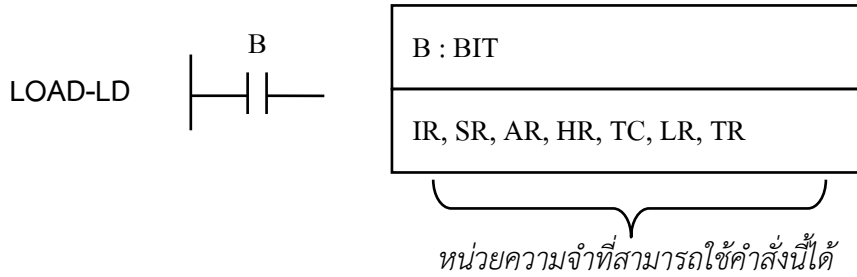 B
B : BIT
LOAD-LD
IR, SR, AR, HR, TC, LR, TR
หน่วยความจำที่สามารถใช้คำสั่งนี้ได้